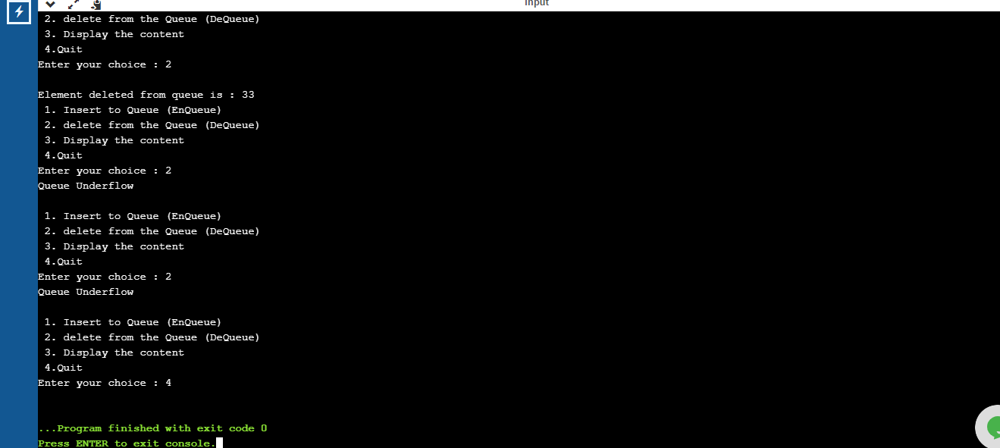 input
2. delete from the Queue (DeQueue)
3. Display the content
4.Quit
Enter your choice : 2
Element deleted from queue is : 33
1. Insert to Queue (EnQueue)
2. delete from the Queue (DeQueue)
3. Display the content
4.Quit
Enter your choice : 2
Queue Underflow
1. Insert to Queue (EnQueue)
2. delete from the Queue (DeQueue)
3. Display the content
4.Quit
Enter your choice : 2
Queue Underflow
1. Insert to Queue (EnQueue)
2. delete from the Queue (DeQueue)
3. Display the content
4.Quit
Enter your choice : 4
...Program finished with exit code 0
Press ENTER to exit console.